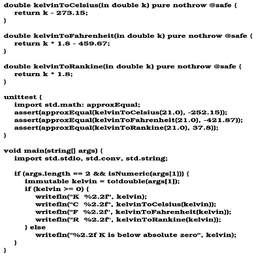 double kelvinToCelsius(in double k) pure nothrow @safe {
return k - 273.15;
}
double kelvinToFahrenheit(in double k) pure nothrow @safe {
return k * 1.8 - 459.67;
}
double kelvinToRankine(in double k) pure nothrow @safe {
return k * 1.8;
}
unittest {
import std.math: approxEqual;
assert(approxEqual(kelvinToCelsius(21.0), -252.15));
assert(approxEqual(kelvinToFahrenheit(21.0), -421.87));
assert(approxEqual(kelvinToRankine(21.0), 37.8));
}
void main(string[] args) {
import std.stdio, std.conv, std.string;
if (args.length == 2 && isNumeric(args[1])) {
immutable kelvin = to!double(args[1]);
if (kelvin >= 0) {
writefln("K  %2.2f", kelvin);
writefln("C  %2.2f", kelvinToCelsius(kelvin));
writefln("F  %2.2f", kelvinToFahrenheit(kelvin));
writefln("R  %2.2f", kelvinToRankine(kelvin));
} else
writefln("%2.2f K is below absolute zero", kelvin);
}
}